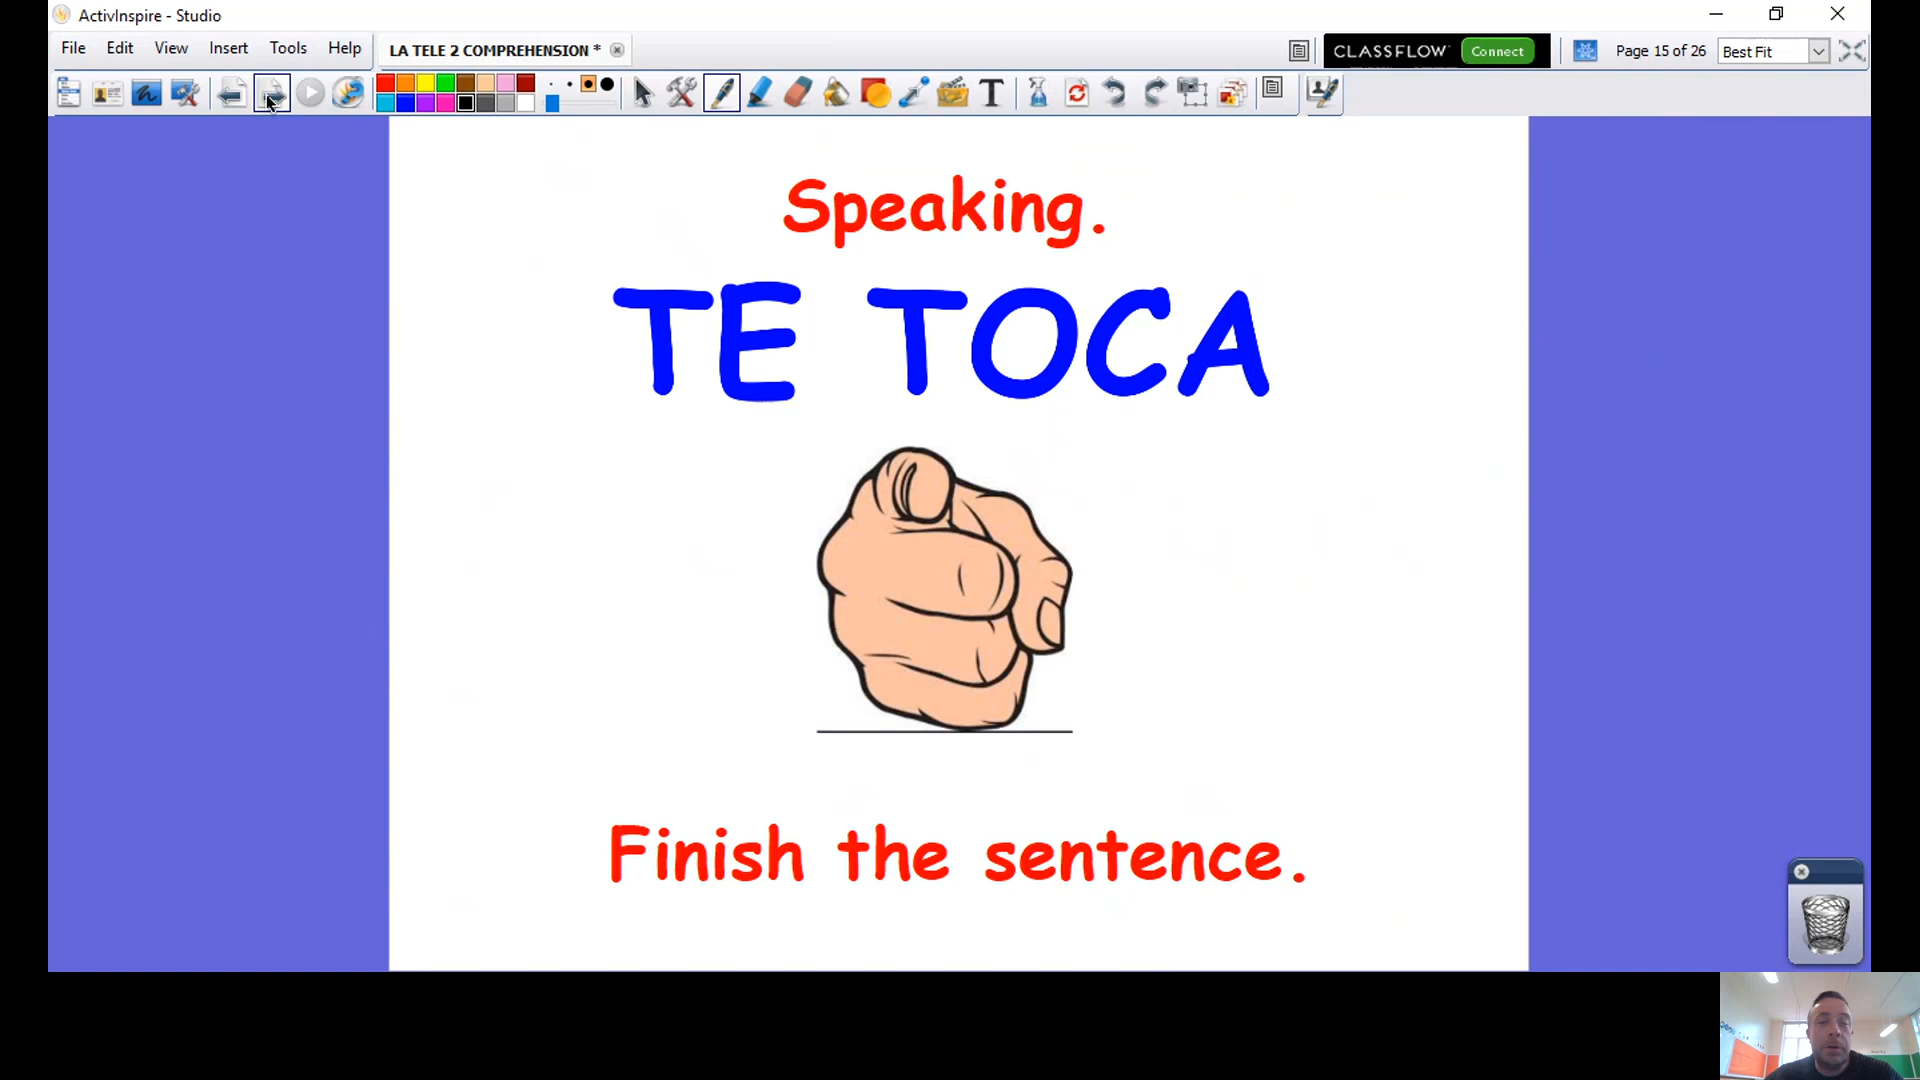 ActivInspire - Studio
File Edit View Insert Tools Help
LA TELE 2 COMPREHENSION *
CLASSFLOW Connect
Page 15 of 26
Best Fit
T
Speaking.
TE TOCA
Finish the sentence.